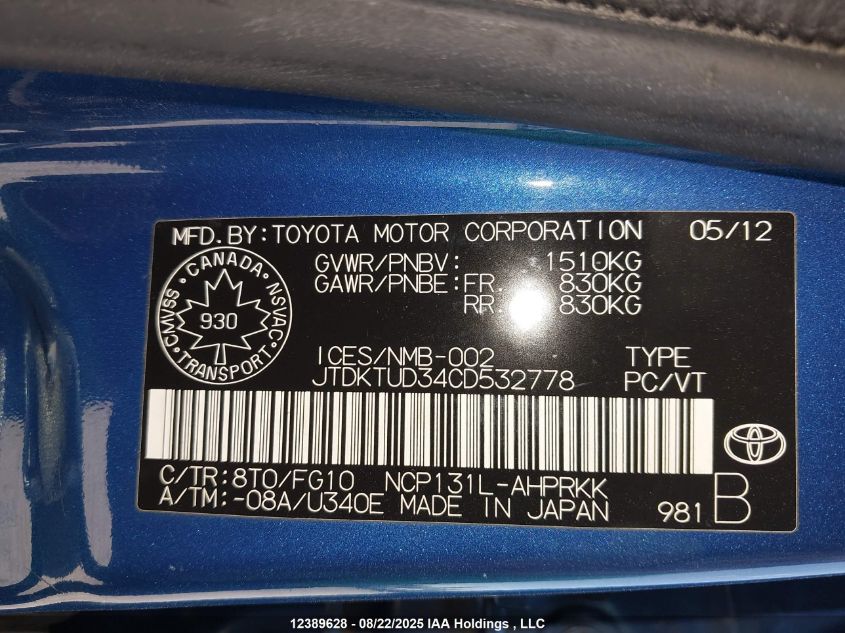 MFD.BY:TOYOTA MOTOR CORPORATION 05/12
GVWR/PNBV: 1510KG
GAWR/PNBE:FR. 830KG
RR. 830KG
CANADA
CMVSS NSVAC
930
TRANSPORT
ICES/NMB-002 TYPE
JTDKTUD34CD532778 PC/VT
C/TR:8T0/FG10 NCP131L-AHPRKK
A/TM:-08A/U340E MADE IN JAPAN 981 B
12389628 - 08/22/2025 IAA Holdings , LLC